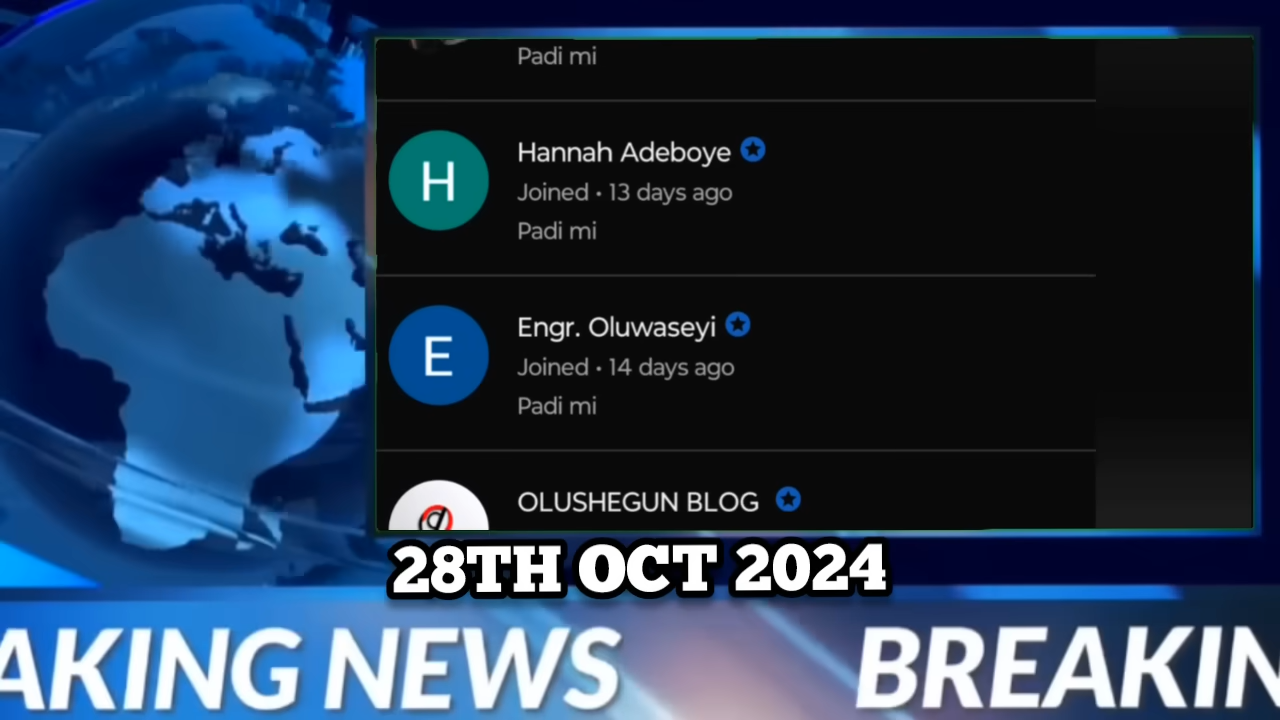 Padi mi
Hannah Adeboye
Joined • 13 days ago
Padi mi
Engr. Oluwaseyi
Joined • 14 days ago
Padi mi
OLUSHEGUN BLOG
28TH OCT 2024
AKING NEWS BREAKIN